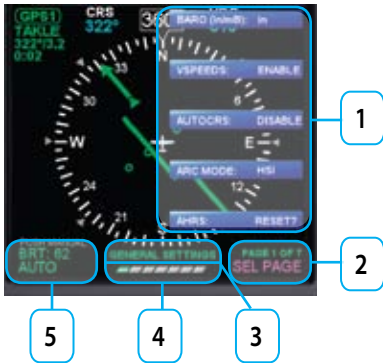 GPS1
TAKLE
322°/3.2
0:02
CRS
322°
360
BARO (in/mB): in
VSPEEDS: ENABLE
AUTOCRS: DISABLE
ARC MODE: HSI
AHRS: RESET?
N
33
30
W
24
21
S
12
E
6
BRT: 62
AUTO
GENERAL SETTINGS
PAGE 1 OF 7
SEL PAGE
1
2
3
4
5